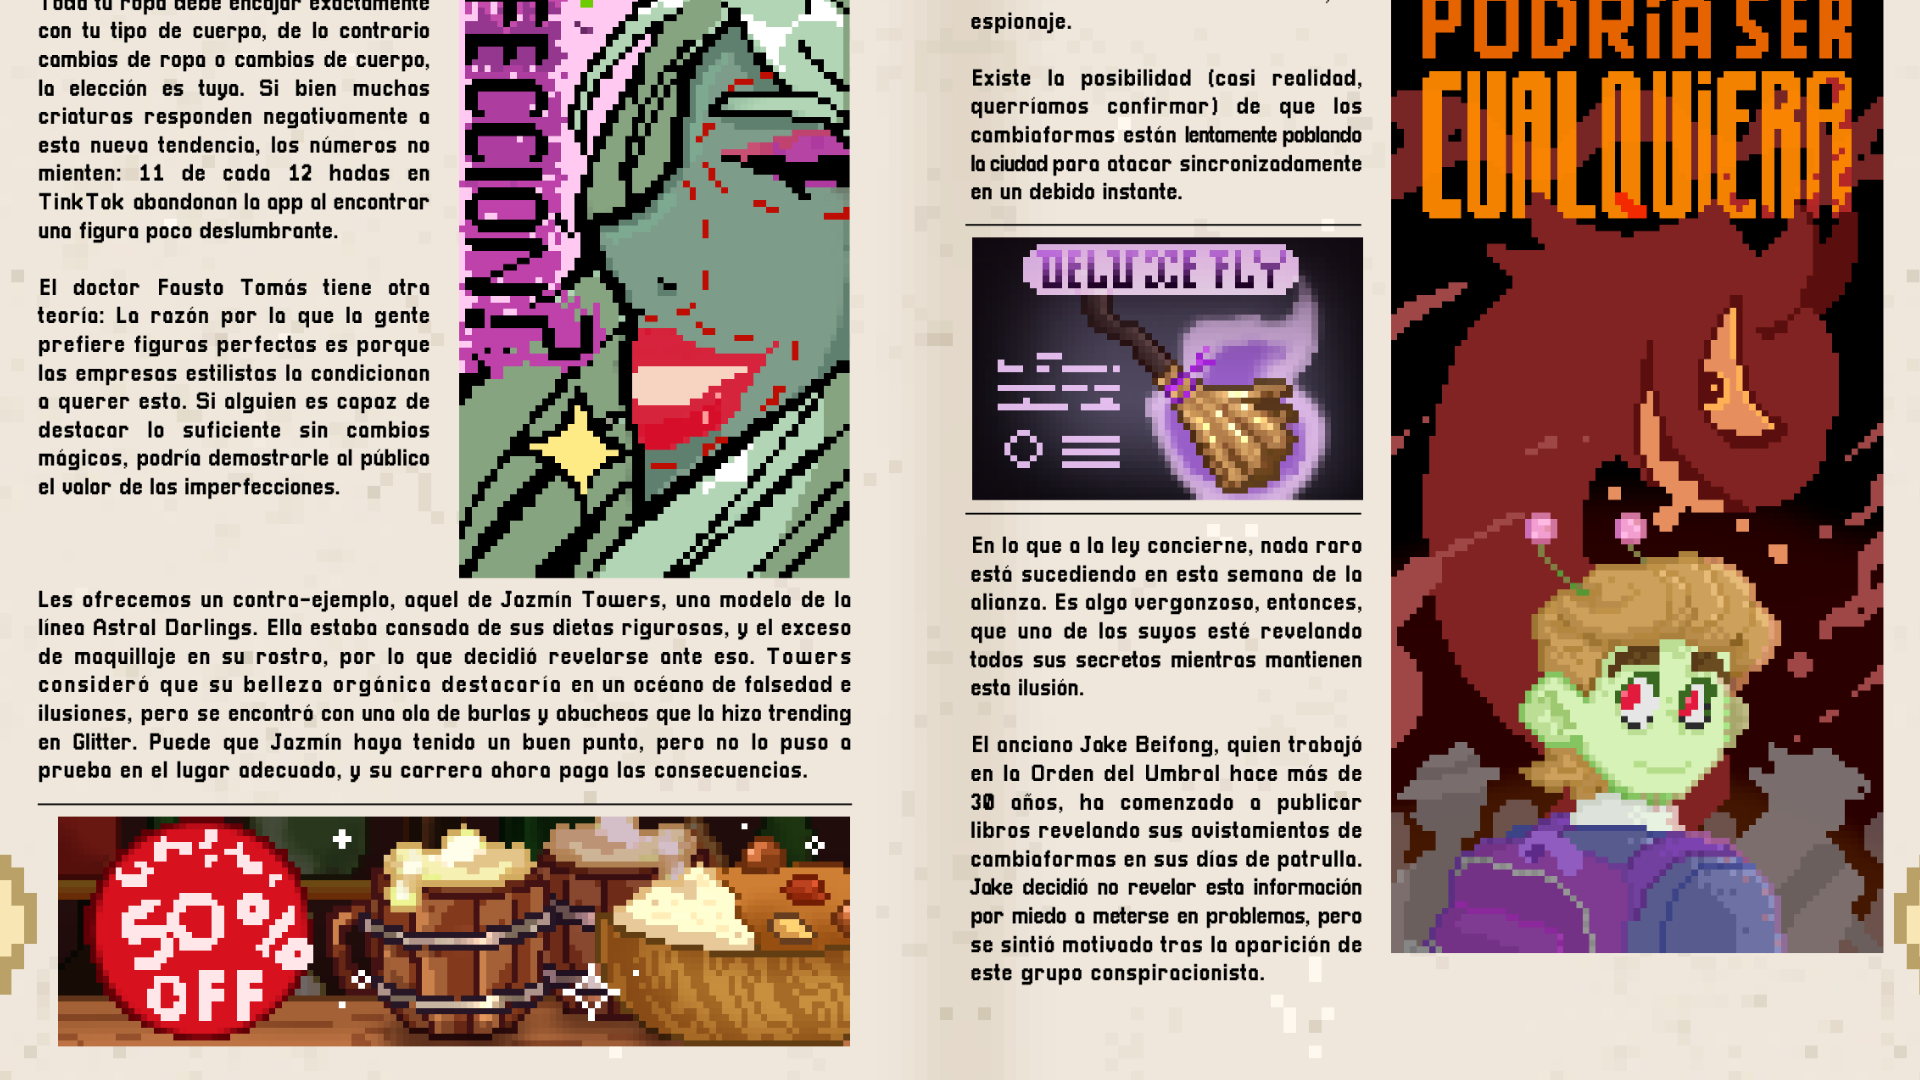 Toda tu ropa debe encajar exactamente
con tu tipo de cuerpo, de lo contrario
cambias de ropa o cambias de cuerpo,
la elección es tuya. Si bien muchas
criaturas responden negativamente a
esta nueva tendencia, los números no
mienten: 11 de cada 12 hadas en
TinkTok abandonan la app al encontrar
una figura poco deslumbrante.
El doctor Fausto Tomás tiene otra
teoría: La razón por la que la gente
prefiere figuras perfectas es porque
las empresas estilistas la condicionan
a querer esto. Si alguien es capaz de
destacar lo suficiente sin cambios
mágicos, podría demostrarle al público
el valor de las imperfecciones.
ECCIONS
Les ofrecemos un contra-ejemplo, aquel de Jazmín Towers, una modelo de la
línea Astral Darlings. Ella estaba cansada de sus dietas rigurosas, y el exceso
de maquillaje en su rostro, por lo que decidió revelarse ante eso. Towers
consideró que su belleza orgánica destacaría en un océano de falsedad e
ilusiones, pero se encontró con una ola de burlas y abucheos que la hizo trending
en Glitter. Puede que Jazmín haya tenido un buen punto, pero no lo puso a
prueba en el lugar adecuado, y su carrera ahora paga las consecuencias.
50%
OFF
espionaje.
Existe la posibilidad (casi realidad,
querríamos confirmar) de que los
cambiaformas están lentamente poblando
la ciudad para atacar sincronizadamente
en un debido instante.
DELUXE FLY
En lo que a la ley concierne, nada raro
está sucediendo en esta semana de la
alianza. Es algo vergonzoso, entonces,
que uno de los suyos esté revelando
todos sus secretos mientras mantienen
esta ilusión.
El anciano Jake Beifong, quien trabajó
en la Orden del Umbral hace más de
30 años, ha comenzado a publicar
libros revelando sus avistamientos de
cambiaformas en sus días de patrulla.
Jake decidió no revelar esta información
por miedo a meterse en problemas, pero
se sintió motivado tras la aparición de
este grupo conspiracionista.
PODRÍA SER
CUALQUIERA